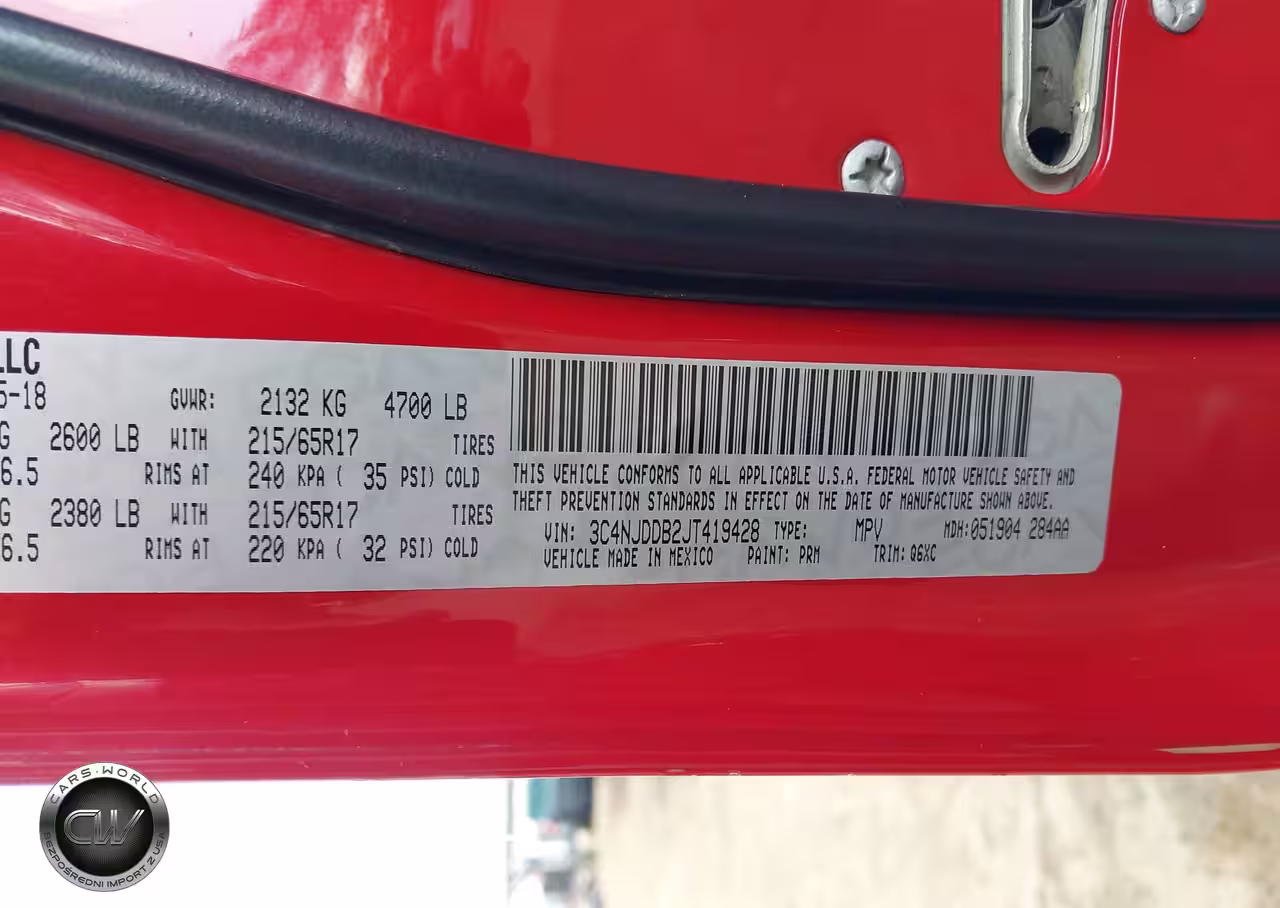 LLC
5-18 GVWR: 2132 KG 4700 LB
G 2600 LB WITH 215/65R17 TIRES
6.5 RIMS AT 240 KPA ( 35 PSI) COLD
G 2380 LB WITH 215/65R17 TIRES
6.5 RIMS AT 220 KPA ( 32 PSI) COLD
THIS VEHICLE CONFORMS TO ALL APPLICABLE U.S.A. FEDERAL MOTOR VEHICLE SAFETY AND
THEFT PREVENTION STANDARDS IN EFFECT ON THE DATE OF MANUFACTURE SHOWN ABOVE.
VIN: 3C4NJDDB2JT419428 TYPE: MPV MDH:051904 284AA
VEHICLE MADE IN MEXICO PAINT: PRM TRIM: Q6XC
CARS.WORLD
CW
BEZPOŚREDNI IMPORT Z USA